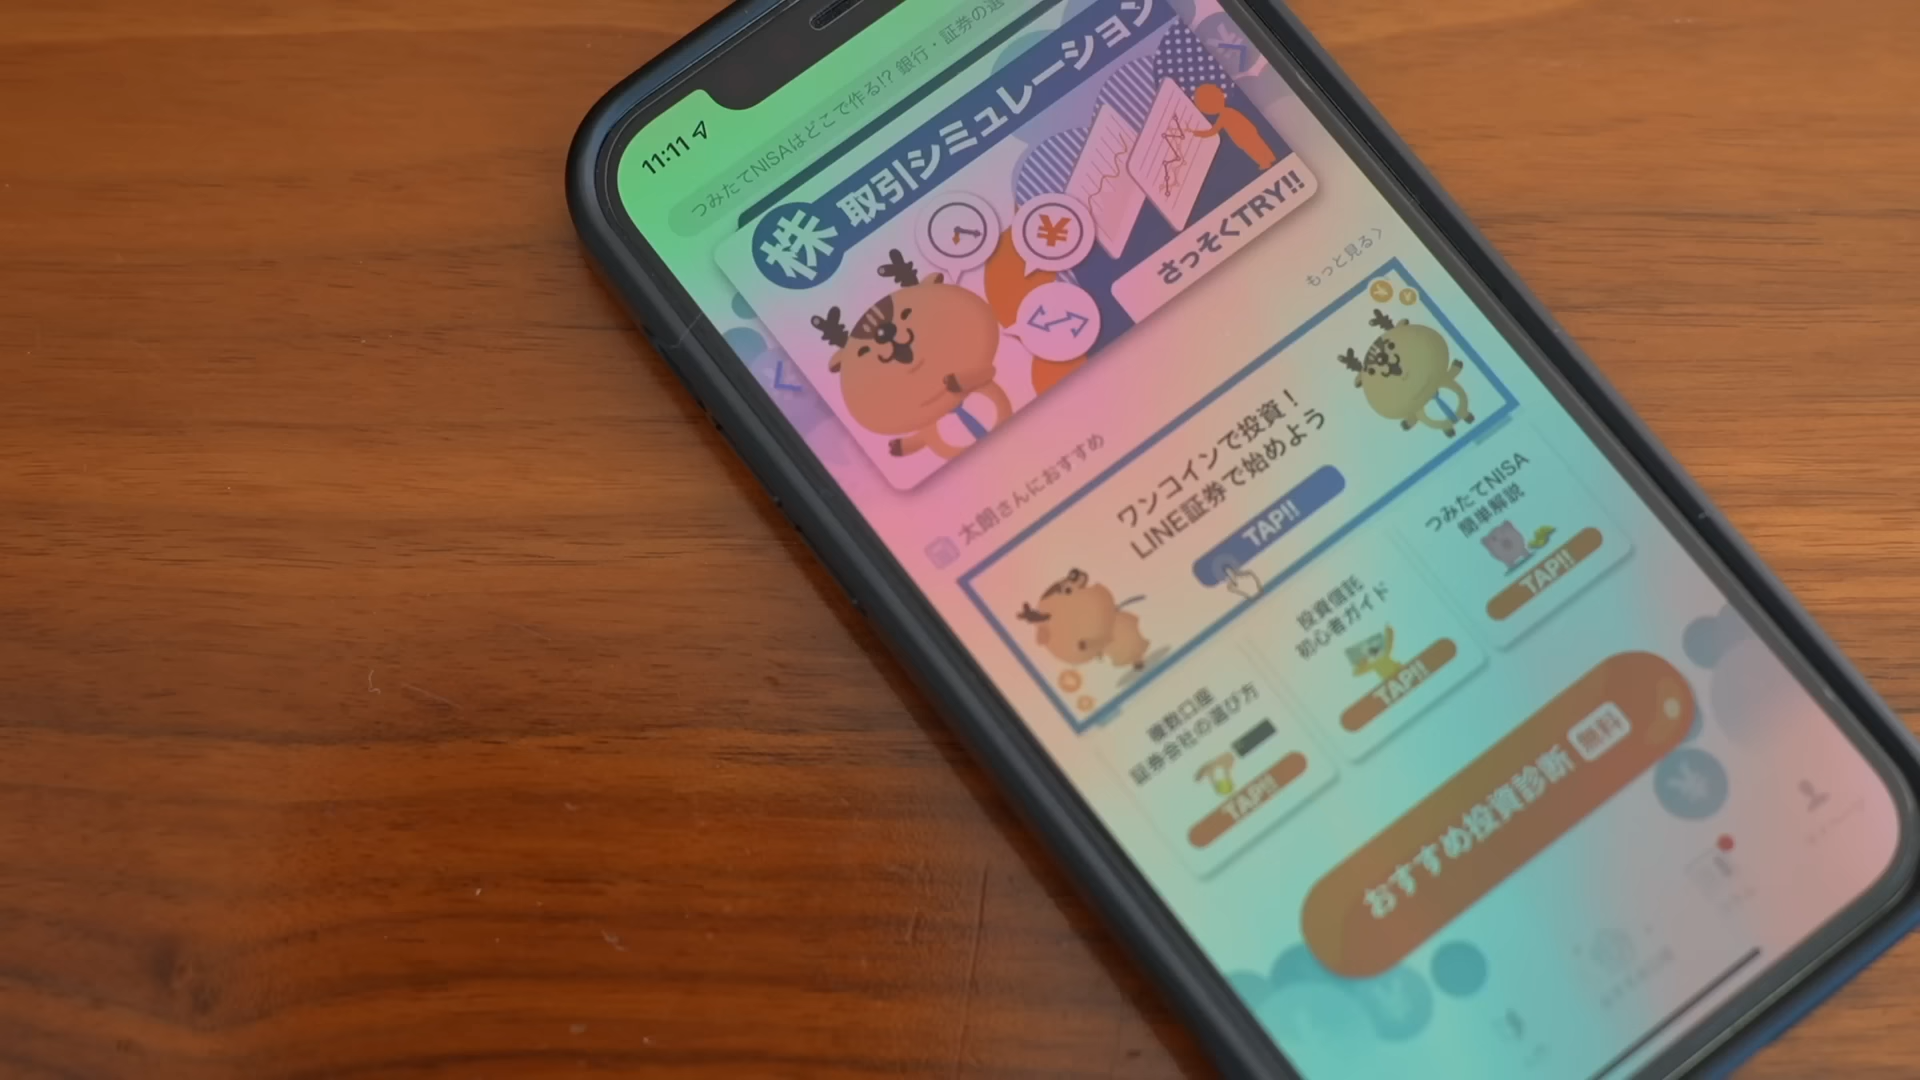 つみたてNISAはどこで作る!? 銀行・証券の選
11:11
株 取引シミュレーション
¥
さっそくTRY!!
もっと見る
太朗さんにおすすめ
ワンコインで投資！
LINE証券で始めよう
TAP!!
複数口座
証券会社の選び方
TAP!!
投資信託
初心者ガイド
TAP!!
つみたてNISA
簡単解説
TAP!!
おすすめ投資診断 無料